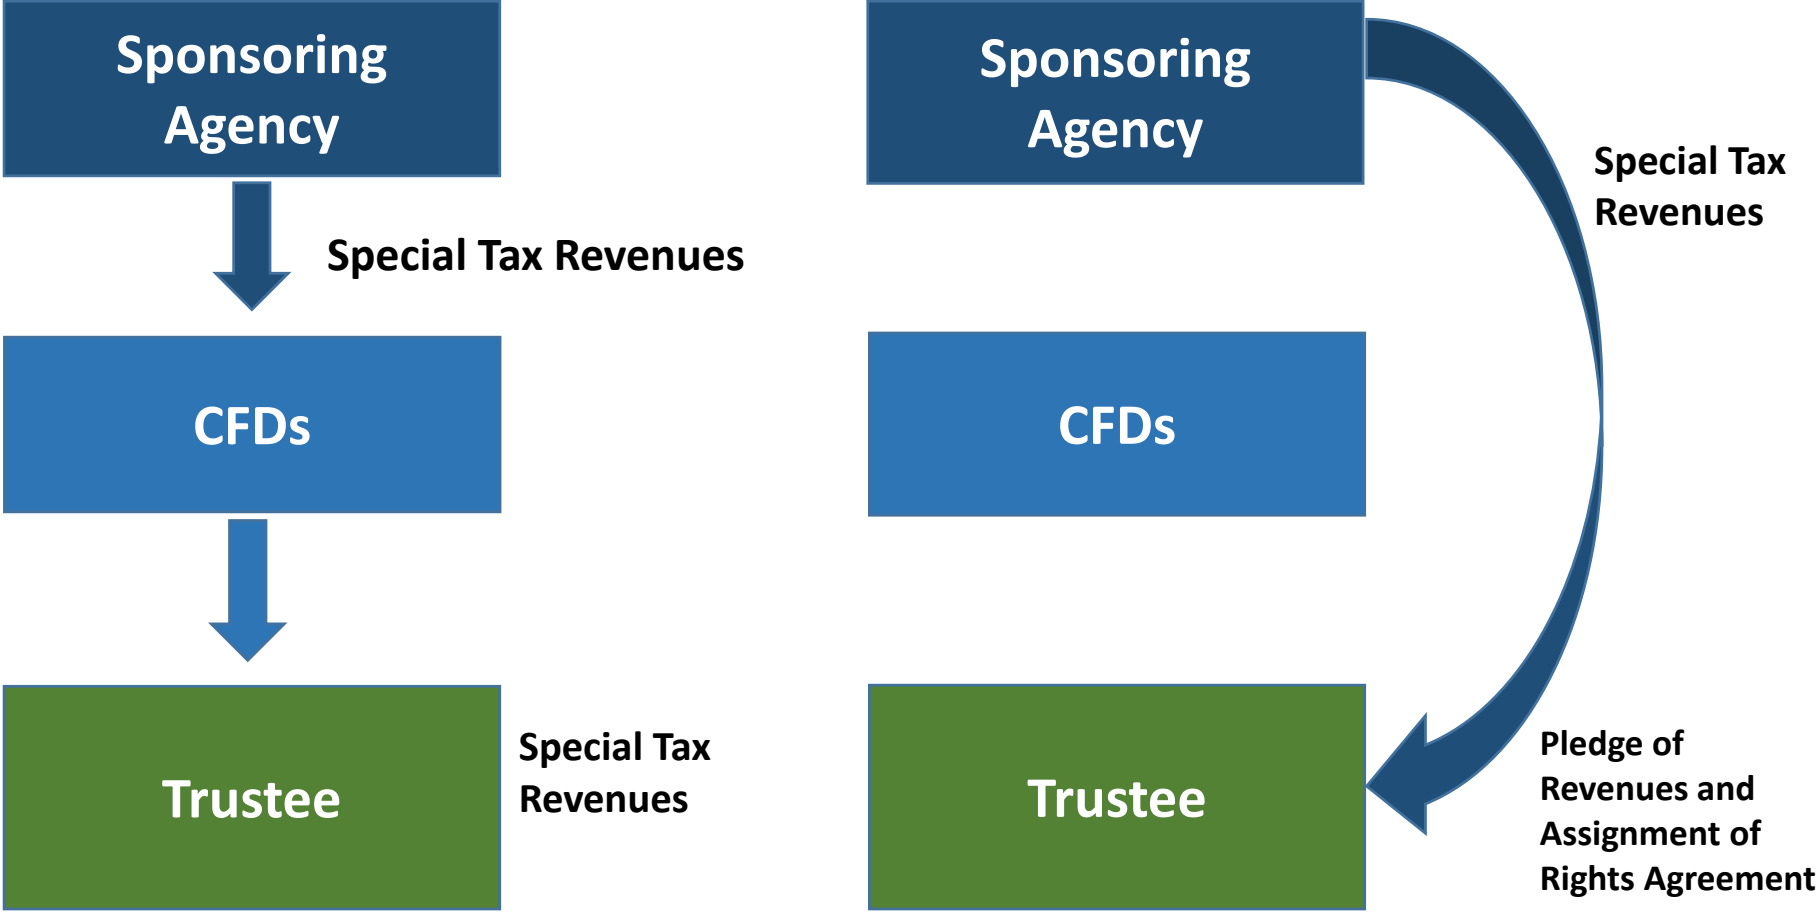 Sponsoring
Agency
Special Tax Revenues
CFDs
Trustee
Special Tax
Revenues
Sponsoring
Agency
Special Tax
Revenues
CFDs
Trustee
Pledge of
Revenues and
Assignment of
Rights Agreement